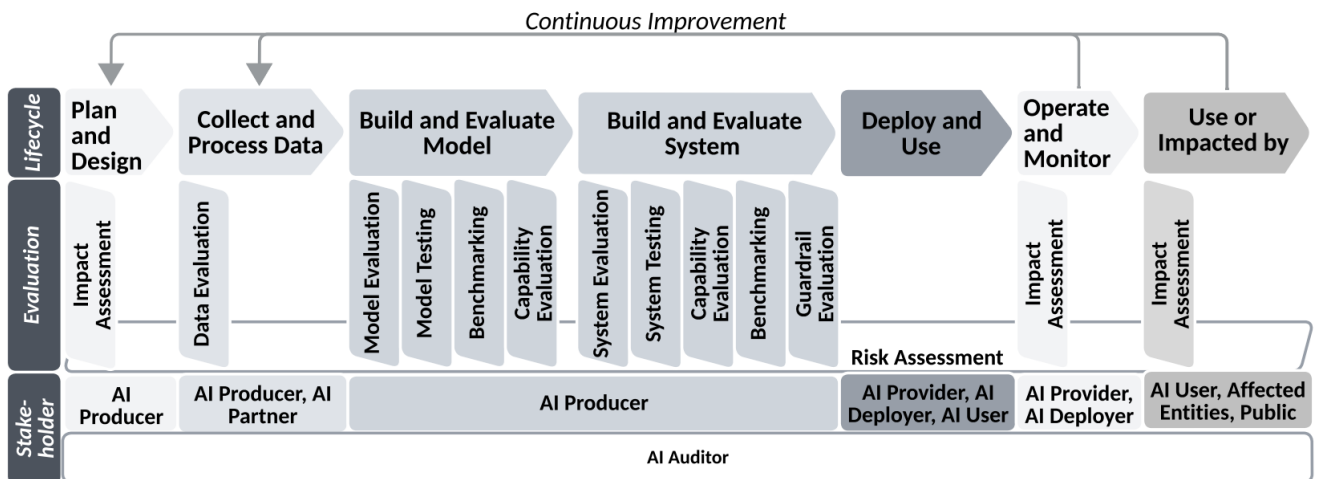 Continuous Improvement
Lifecycle
Plan
and
Design
Collect and
Process Data
Build and Evaluate
Model
Build and Evaluate
System
Deploy and
Use
Operate
and
Monitor
Use or
Impacted by
Evaluation
Impact
Assessment
Data Evaluation
Model Evaluation
Model Testing
Benchmarking
Capability
Evaluation
System Evaluation
System Testing
Capability
Evaluation
Benchmarking
Guardrail
Evaluation
Impact
Assessment
Impact
Assessment
Risk Assessment
Stake-
holder
AI
Producer
AI Producer, AI
Partner
AI Producer
AI Provider, AI
Deployer, AI User
AI Provider,
AI Deployer
AI User, Affected
Entities, Public
AI Auditor